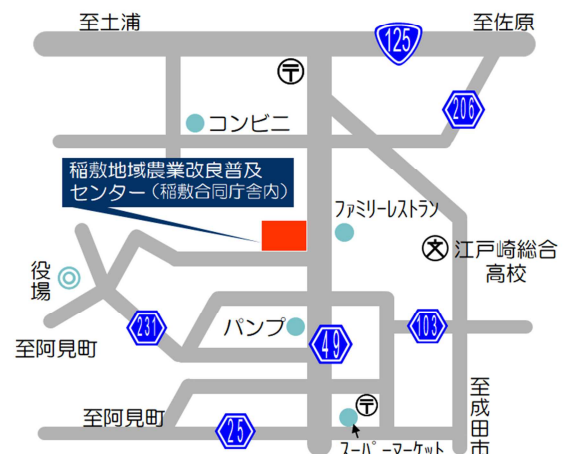 至土浦
至佐原
125
206
コンビニ
稲敷地域農業改良普及
センター(稲敷合同庁舎内)
ファミリーレストラン
文
江戸崎総合
高校
役場
231
パンプ
49
103
至阿見町
至阿見町
25
至成田市
スーパーマーケット